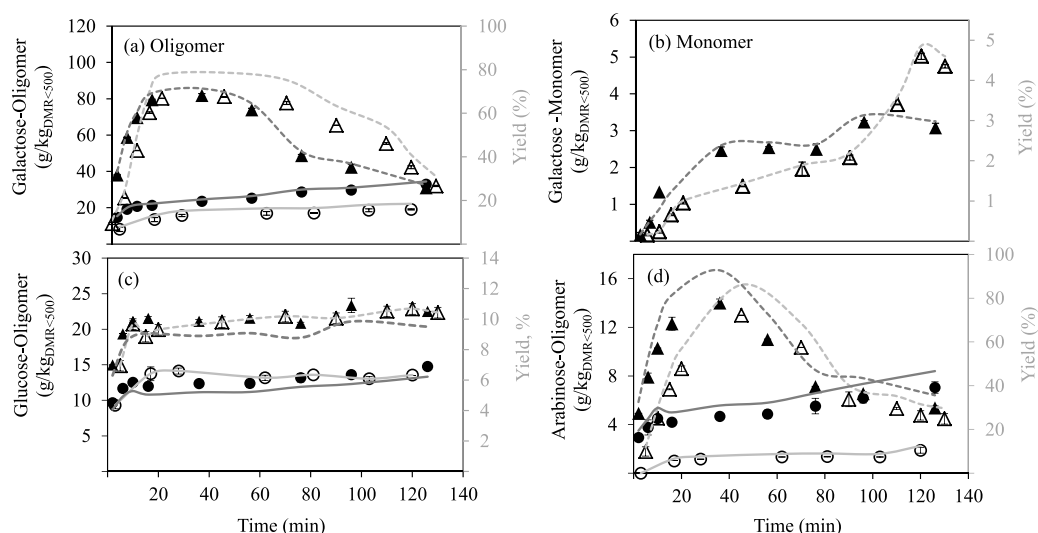 (a) Oligomer
Galactose-Oligomer
(g/kgDMR<500)
120
100
80
60
40
20
100
80
60
40
20
Yield (%)
(b) Monomer
Galactose -Monomer
(g/kgDMR<500)
6
5
4
3
2
1
5
4
3
2
1
1
Yield (%)
(c)
Glucose-Oligomer
(g/kgDMR<500)
30
25
20
15
10
5
14
12
10
8
6
4
2
0
Yield, %
20 40 60 80 100 120 140
Time (min)
(d)
Arabinose-Oligomer
(g/kgDMR<500)
16
12
8
4
100
80
60
40
20
0
Yield (%)
20 40 60 80 100 120 140
Time (min)